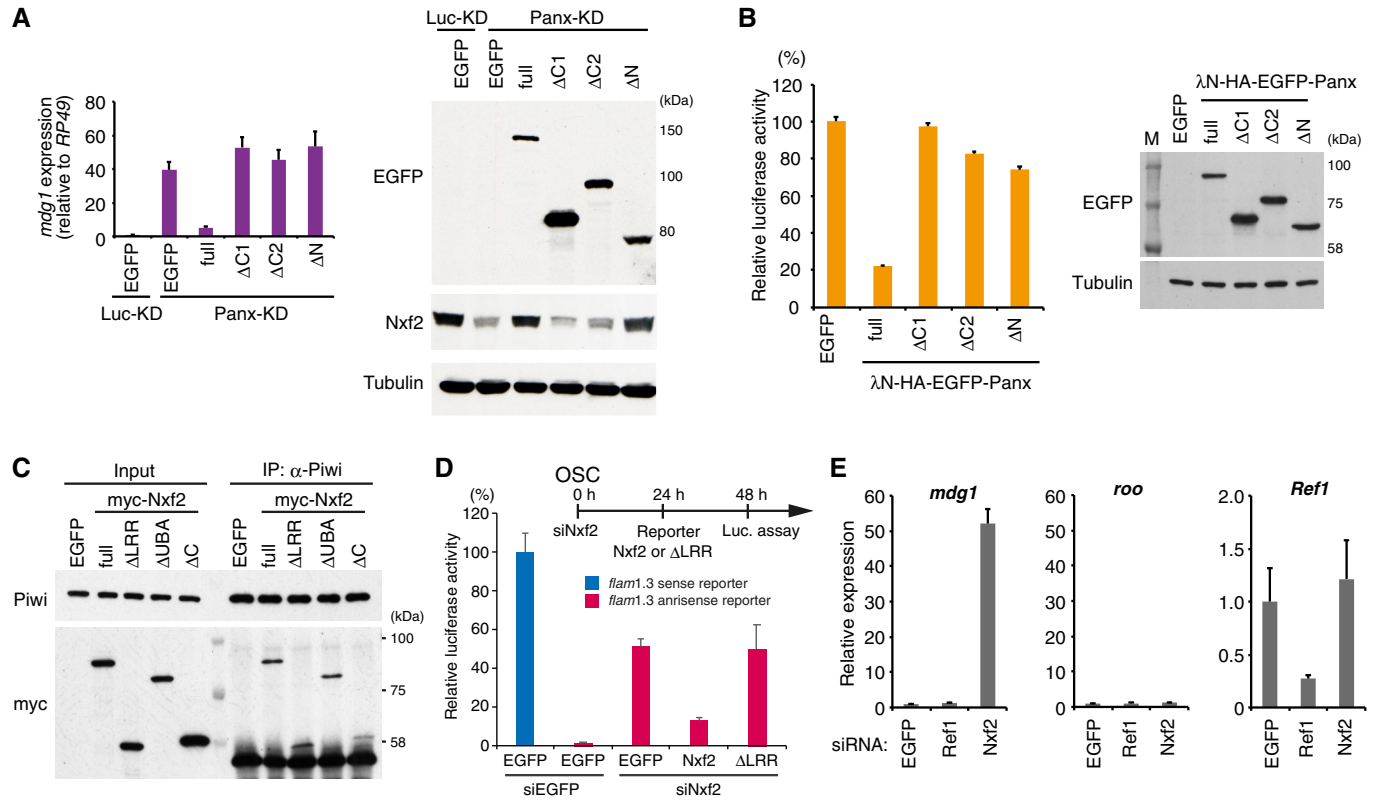 A
mdg1 expression
(relative to RP49)
80
60
40
20
0
EGFP
EGFP
full
ΔC1
ΔC2
ΔN
Luc-KD
Panx-KD
Luc-KD
Panx-KD
EGFP
EGFP
full
ΔC1
ΔC2
ΔN
(kDa)
150
100
80
EGFP
Nxf2
Tubulin
B
(%)
Relative luciferase activity
120
100
80
60
40
20
0
EGFP
full
ΔC1
ΔC2
ΔN
λN-HA-EGFP-Panx
λN-HA-EGFP-Panx
M
EGFP
full
ΔC1
ΔC2
ΔN
(kDa)
100
75
58
EGFP
Tubulin
C
Input
IP: α-Piwi
myc-Nxf2
myc-Nxf2
EGFP
full
ΔLRR
ΔUBA
ΔC
EGFP
full
ΔLRR
ΔUBA
ΔC
Piwi
(kDa)
100
75
58
myc
D
(%)
Relative luciferase activity
120
100
80
60
40
20
0
OSC
0 h
24 h
48 h
siNxf2
Reporter
Luc. assay
Nxf2 or ΔLRR
flam1.3 sense reporter
flam1.3 anrisense reporter
EGFP
EGFP
EGFP
Nxf2
ΔLRR
siEGFP
siNxf2
E
Relative expression
mdg1
60
50
40
30
20
10
0
roo
60
50
40
30
20
10
0
Ref1
2.0
1.5
1.0
0.5
0
siRNA:
EGFP
Ref1
Nxf2
EGFP
Ref1
Nxf2
EGFP
Ref1
Nxf2